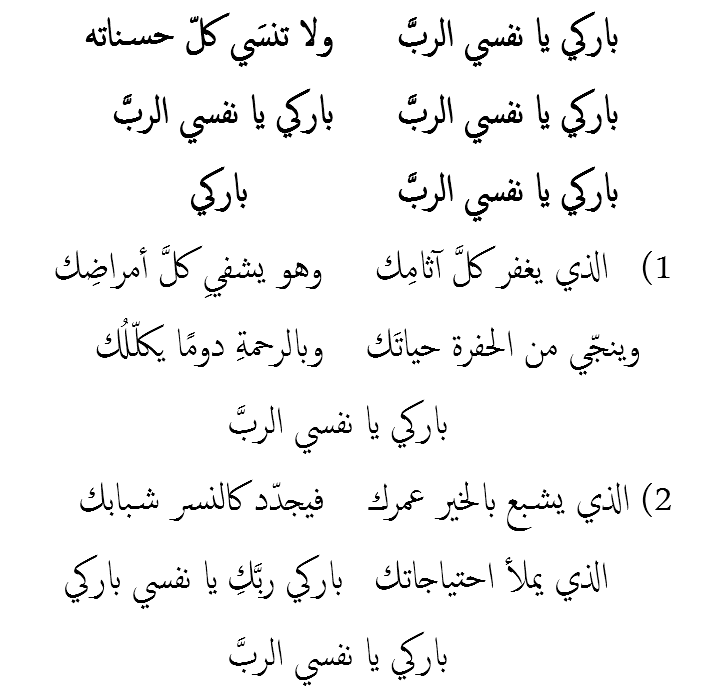 باركي يا نفسي الربَّ ولا تنسَي كلّ حسناته
باركي يا نفسي الربَّ باركي يا نفسي الربَّ
باركي يا نفسي الربَّ باركي
1) الذي يغفر كلَّ آثامِك وهو يشفيِ كلَّ أمراضِك
وينجّي من الحفرة حياتَك وبالرحمةِ دومًا يكلّلُك
باركي يا نفسي الربَّ
2) الذي يشبع بالخير عمرك فيجدّد كالنسر شبابك
الذي يملأ احتياجاتك باركي ربَّكِ يا نفسي باركي
باركي يا نفسي الربَّ